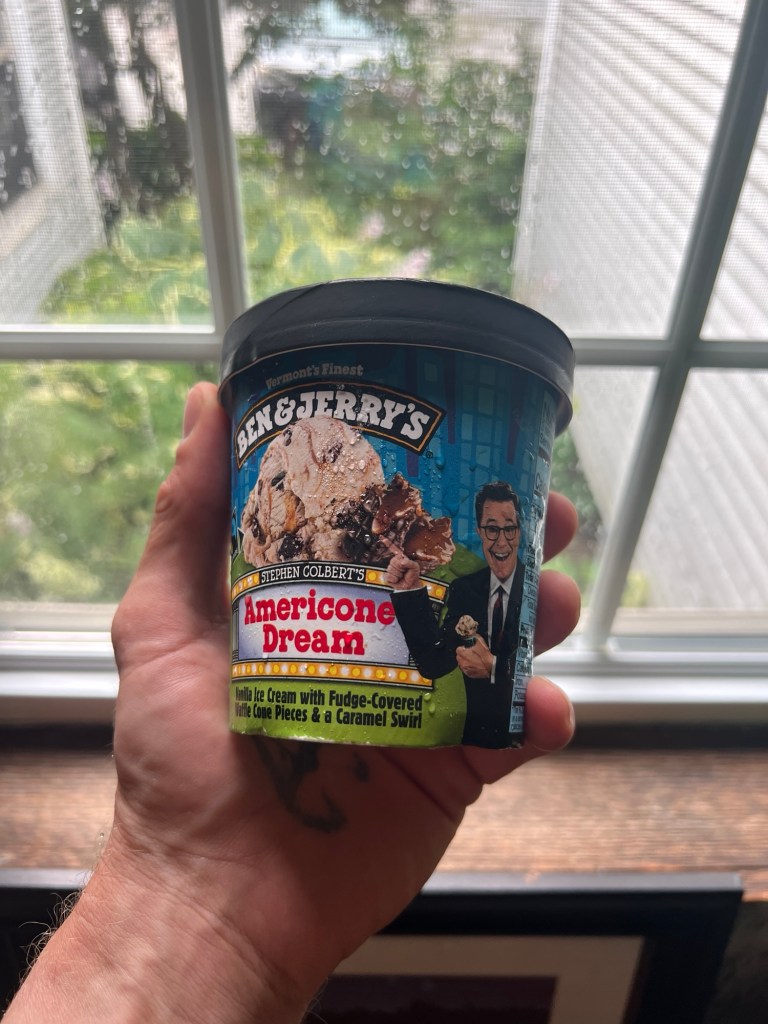 Vermont's Finest
BEN & JERRY'S
STEPHEN COLBERT'S
Americone
Dream
Vanilla Ice Cream with Fudge-Covered
Waffle Cone Pieces & a Caramel Swirl